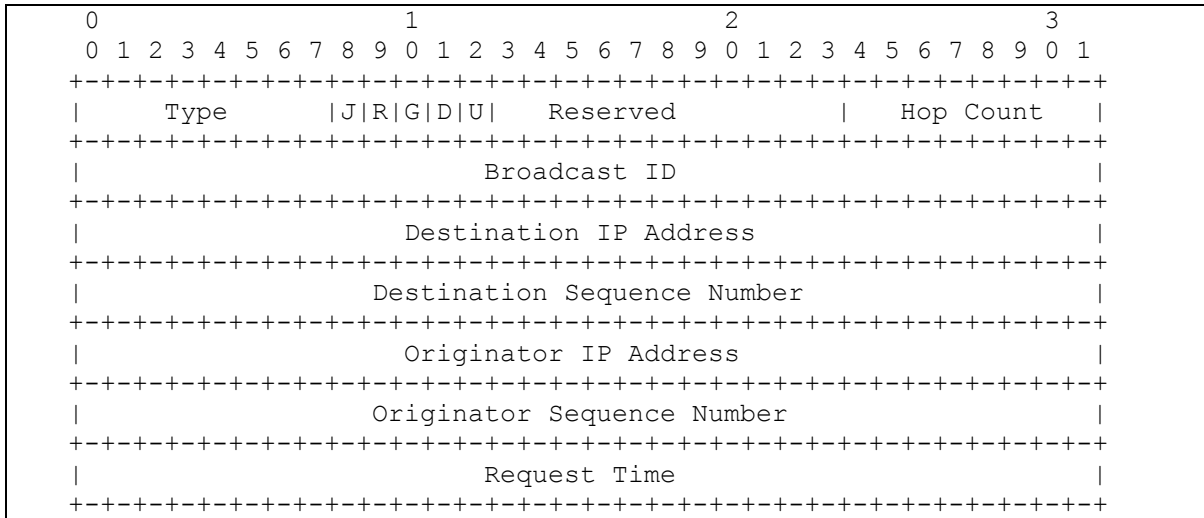 0                   1                   2                   3
0 1 2 3 4 5 6 7 8 9 0 1 2 3 4 5 6 7 8 9 0 1 2 3 4 5 6 7 8 9 0 1
+-+-+-+-+-+-+-+-+-+-+-+-+-+-+-+-+-+-+-+-+-+-+-+-+-+-+-+-+-+-+-+-+
|     Type      |J|R|G|D|U|   Reserved          |   Hop Count   |
+-+-+-+-+-+-+-+-+-+-+-+-+-+-+-+-+-+-+-+-+-+-+-+-+-+-+-+-+-+-+-+-+
|                         Broadcast ID                          |
+-+-+-+-+-+-+-+-+-+-+-+-+-+-+-+-+-+-+-+-+-+-+-+-+-+-+-+-+-+-+-+-+
|                    Destination IP Address                     |
+-+-+-+-+-+-+-+-+-+-+-+-+-+-+-+-+-+-+-+-+-+-+-+-+-+-+-+-+-+-+-+-+
|                  Destination Sequence Number                  |
+-+-+-+-+-+-+-+-+-+-+-+-+-+-+-+-+-+-+-+-+-+-+-+-+-+-+-+-+-+-+-+-+
|                    Originator IP Address                      |
+-+-+-+-+-+-+-+-+-+-+-+-+-+-+-+-+-+-+-+-+-+-+-+-+-+-+-+-+-+-+-+-+
|                  Originator Sequence Number                   |
+-+-+-+-+-+-+-+-+-+-+-+-+-+-+-+-+-+-+-+-+-+-+-+-+-+-+-+-+-+-+-+-+
|                         Request Time                          |
+-+-+-+-+-+-+-+-+-+-+-+-+-+-+-+-+-+-+-+-+-+-+-+-+-+-+-+-+-+-+-+-+